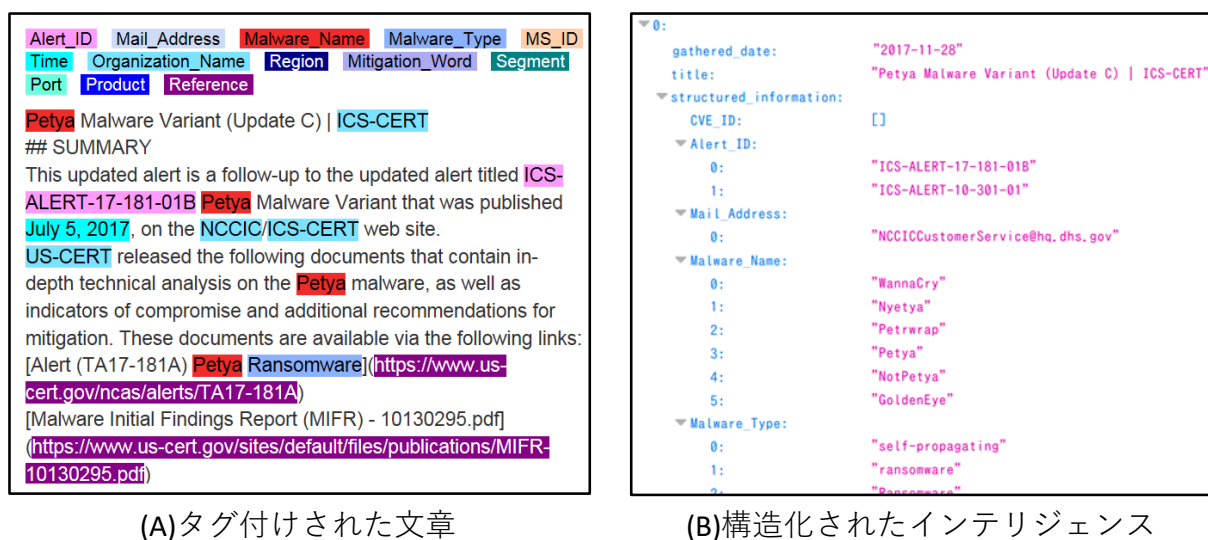 Alert_ID Mail_Address Malware_Name Malware_Type MS_ID
Time Organization_Name Region Mitigation_Word Segment
Port Product Reference
Petya Malware Variant (Update C) | ICS-CERT
## SUMMARY
This updated alert is a follow-up to the updated alert titled ICS-
ALERT-17-181-01B Petya Malware Variant that was published
July 5, 2017, on the NCCIC/ICS-CERT web site.
US-CERT released the following documents that contain in-
depth technical analysis on the Petya malware, as well as
indicators of compromise and additional recommendations for
mitigation. These documents are available via the following links:
[Alert (TA17-181A) Petya Ransomware](https://www.us-
cert.gov/ncas/alerts/TA17-181A)
[Malware Initial Findings Report (MIFR) - 10130295.pdf]
(https://www.us-cert.gov/sites/default/files/publications/MIFR-
10130295.pdf)
(A)タグ付けされた文章
0:
gathered_date: "2017-11-28"
title: "Petya Malware Variant (Update C) | ICS-CERT"
structured_information:
CVE_ID: []
Alert_ID:
0: "ICS-ALERT-17-181-01B"
1: "ICS-ALERT-10-301-01"
Mail_Address:
0: "NCCICCustomerService@hq.dhs.gov"
Malware_Name:
0: "WannaCry"
1: "Nyetya"
2: "Petrwrap"
3: "Petya"
4: "NotPetya"
5: "GoldenEye"
Malware_Type:
0: "self-propagating"
1: "ransomware"
2: "Ransomware"
(B)構造化されたインテリジェンス